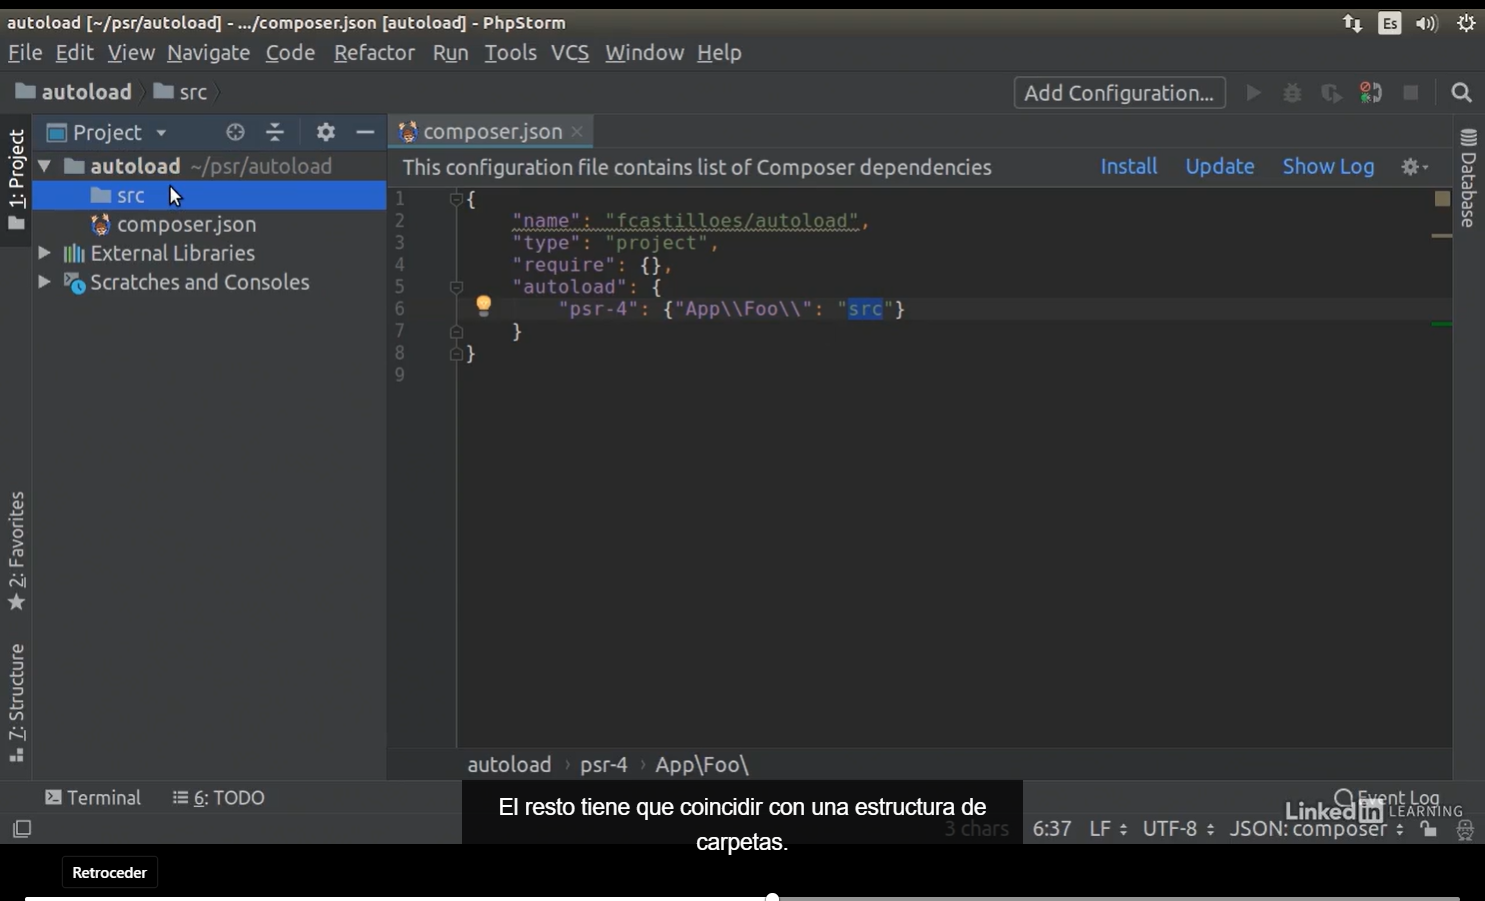 autoload [~/psr/autoload] - .../composer.json [autoload] - PhpStorm
Es
File Edit View Navigate Code Refactor Run Tools VCS Window Help
autoload src
Add Configuration...
1: Project
Project
composer.json
autoload ~/psr/autoload
This configuration file contains list of Composer dependencies
Install Update Show Log
src
composer.json
External Libraries
Scratches and Consoles
1 {
2 "name": "fcastilloes/autoload",
3 "type": "project",
4 "require": {},
5 "autoload": {
6 "psr-4": {"App\\Foo\\": "src"}
7 }
8 }
9
Database
2: Favorites
7: Structure
autoload › psr-4 › App\Foo\
Terminal 6: TODO
Event Log
El resto tiene que coincidir con una estructura de
carpetas.
LinkedIn LEARNING
3 chars 6:37 LF UTF-8 JSON: composer
Retroceder